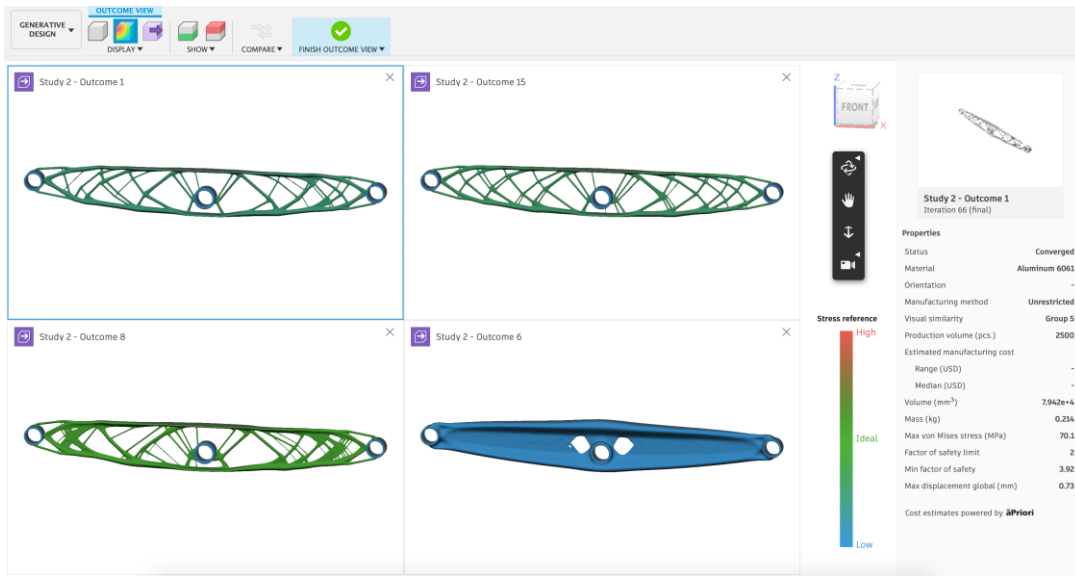 GENERATIVE
DESIGN
OUTCOME VIEW
DISPLAY
SHOW
COMPARE
FINISH OUTCOME VIEW
Study 2 - Outcome 1
Study 2 - Outcome 15
Study 2 - Outcome 8
Study 2 - Outcome 6
Z
FRONT
X
Stress reference
High
Ideal
Low
Study 2 - Outcome 1
Iteration 66 (final)
Properties
Status Converged
Material Aluminum 6061
Orientation -
Manufacturing method Unrestricted
Visual similarity Group 5
Production volume (pcs.) 2500
Estimated manufacturing cost
Range (USD) -
Median (USD) -
Volume (mm³) 7.942e+4
Mass (kg) 0.214
Max von Mises stress (MPa) 70.1
Factor of safety limit 2
Min factor of safety 3.92
Max displacement global (mm) 0.73
Cost estimates powered by aPriori